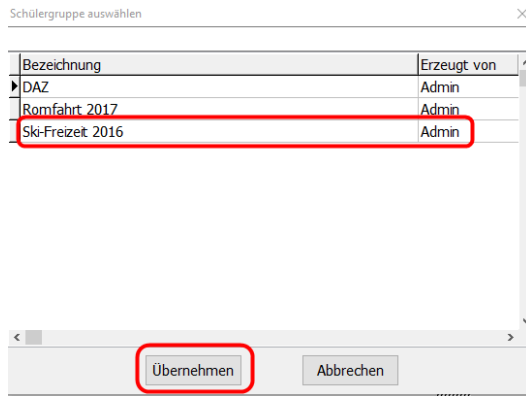 Schülergruppe auswählen
Bezeichnung Erzeugt von
DAZ Admin
Romfahrt 2017 Admin
Ski-Freizeit 2016 Admin
Übernehmen Abbrechen